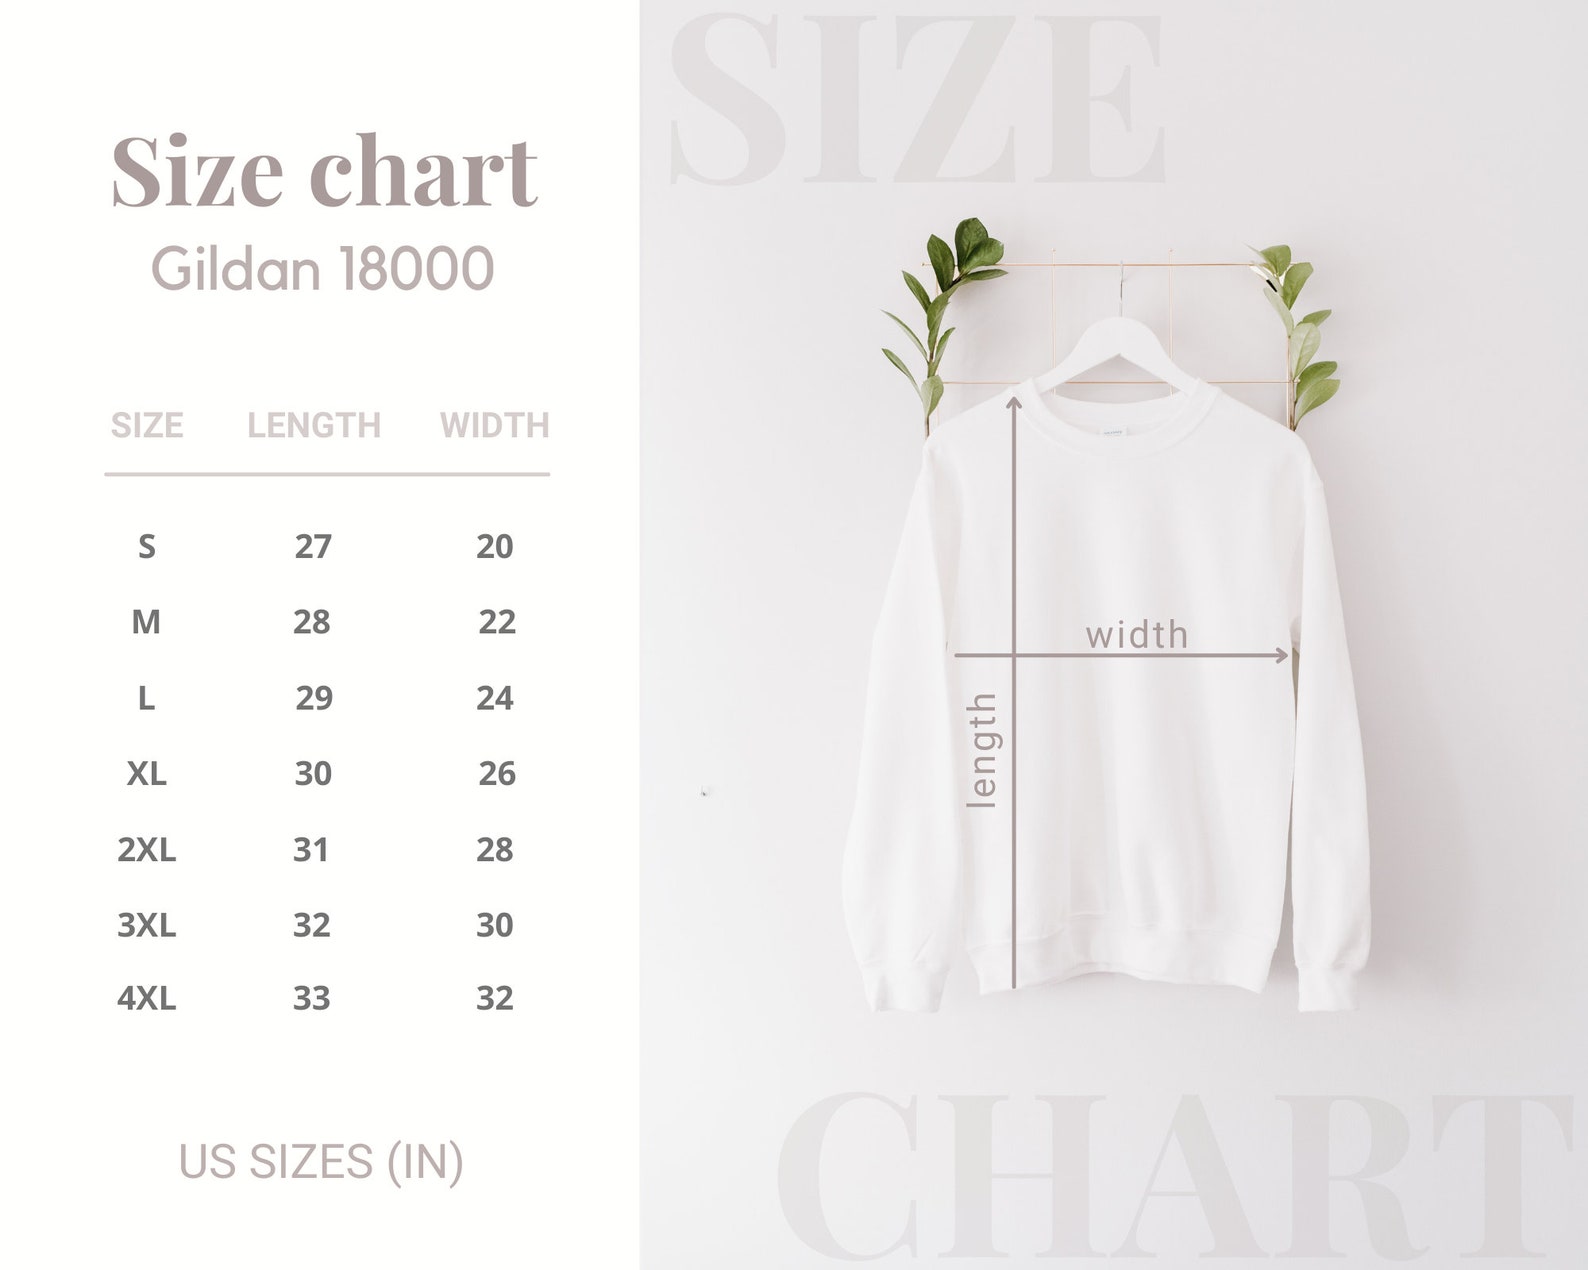 Size chart
Gildan 18000
SIZE LENGTH WIDTH
S 27 20
M 28 22
L 29 24
XL 30 26
2XL 31 28
3XL 32 30
4XL 33 32
US SIZES (IN)
SIZE
width
length
CHART